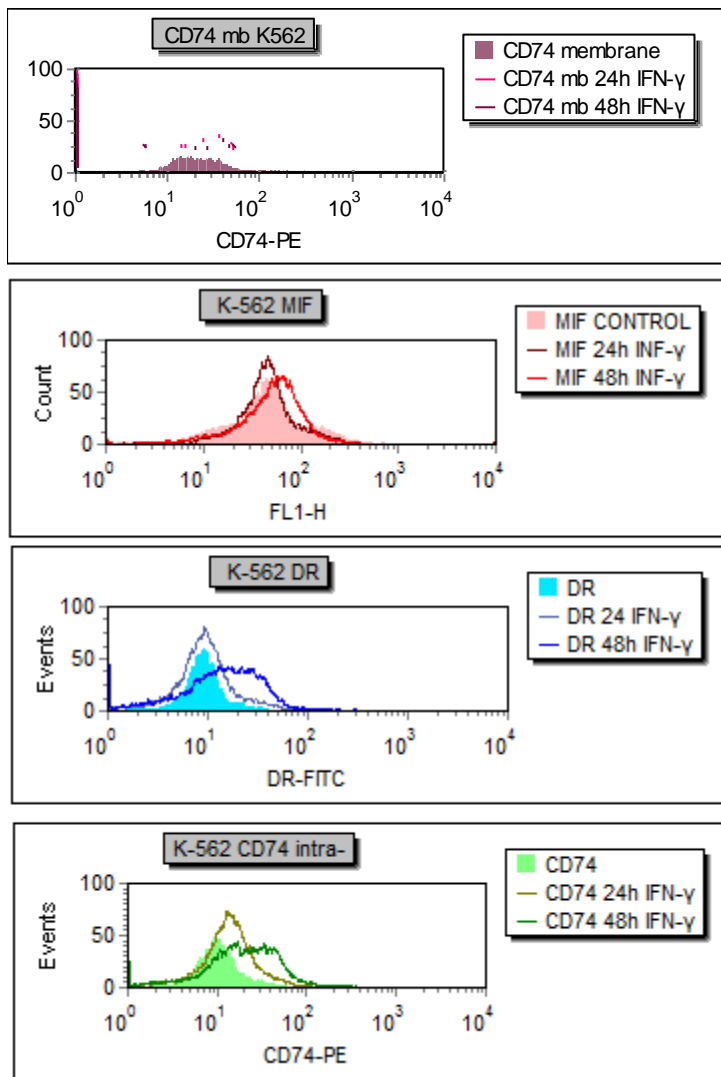 CD74 mb K562
CD74 membrane
CD74 mb 24h IFN-γ
CD74 mb 48h IFN-γ
100
50
0
10^0 10^1 10^2 10^3 10^4
CD74-PE
K-562 MIF
MIF CONTROL
MIF 24h INF-γ
MIF 48h INF-γ
Count
100
50
0
10^0 10^1 10^2 10^3 10^4
FL1-H
K-562 DR
DR
DR 24 IFN-γ
DR 48h IFN-γ
Events
100
50
0
10^0 10^1 10^2 10^3 10^4
DR-FITC
K-562 CD74 intra-
CD74
CD74 24h IFN-γ
CD74 48h IFN-γ
Events
100
50
0
10^0 10^1 10^2 10^3 10^4
CD74-PE